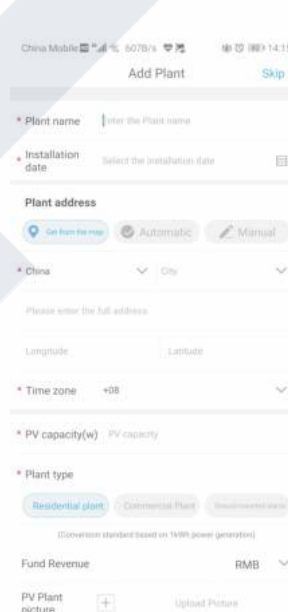 China Mobile 607B/s 14:15
Add Plant Skip
* Plant name Enter the Plant name
* Installation date Select the installation date
Plant address
Get from the map Automatic Manual
* China City
Please enter the full address
Longitude Latitude
* Time zone +08
* PV capacity(w) PV capacity
* Plant type
Residential plant Commercial Plant
(Conversion standard based on 1kWh power generation)
Fund Revenue RMB
PV Plant picture Upload Picture